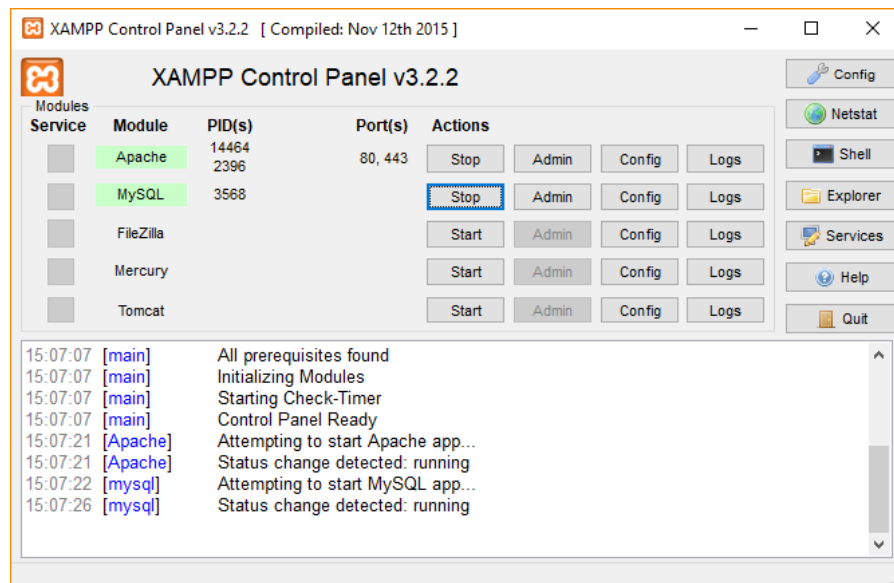 XAMPP Control Panel v3.2.2 [ Compiled: Nov 12th 2015 ]
XAMPP Control Panel v3.2.2
Config
Modules
Service Module PID(s) Port(s) Actions
Netstat
Apache 14464 2396 80, 443 Stop Admin Config Logs
Shell
MySQL 3568 Stop Admin Config Logs
Explorer
FileZilla Start Admin Config Logs
Services
Mercury Start Admin Config Logs
Help
Tomcat Start Admin Config Logs
Quit
15:07:07 [main] All prerequisites found
15:07:07 [main] Initializing Modules
15:07:07 [main] Starting Check-Timer
15:07:07 [main] Control Panel Ready
15:07:21 [Apache] Attempting to start Apache app...
15:07:21 [Apache] Status change detected: running
15:07:22 [mysql] Attempting to start MySQL app...
15:07:26 [mysql] Status change detected: running